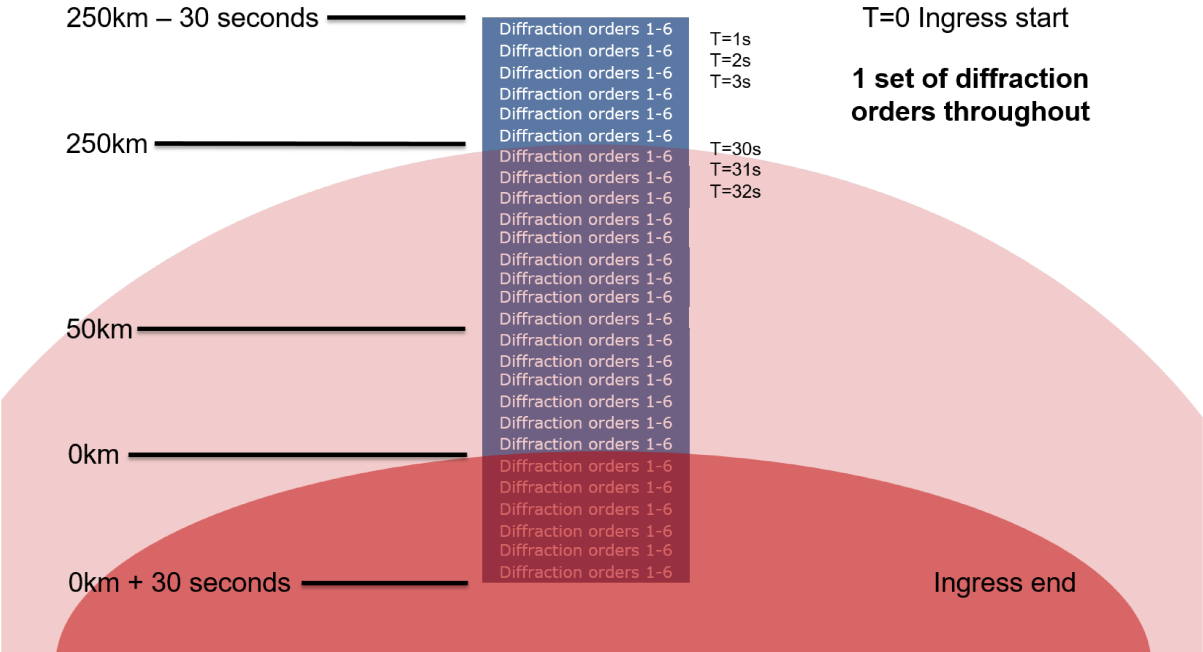 250km – 30 seconds
T=0 Ingress start
Diffraction orders 1-6
T=1s
Diffraction orders 1-6
T=2s
Diffraction orders 1-6
T=3s
1 set of diffraction
orders throughout
Diffraction orders 1-6
Diffraction orders 1-6
Diffraction orders 1-6
250km
Diffraction orders 1-6
T=30s
Diffraction orders 1-6
T=31s
Diffraction orders 1-6
T=32s
Diffraction orders 1-6
Diffraction orders 1-6
Diffraction orders 1-6
Diffraction orders 1-6
Diffraction orders 1-6
Diffraction orders 1-6
50km
Diffraction orders 1-6
Diffraction orders 1-6
Diffraction orders 1-6
Diffraction orders 1-6
Diffraction orders 1-6
Diffraction orders 1-6
0km
Diffraction orders 1-6
Diffraction orders 1-6
Diffraction orders 1-6
Diffraction orders 1-6
Diffraction orders 1-6
Diffraction orders 1-6
0km + 30 seconds
Ingress end